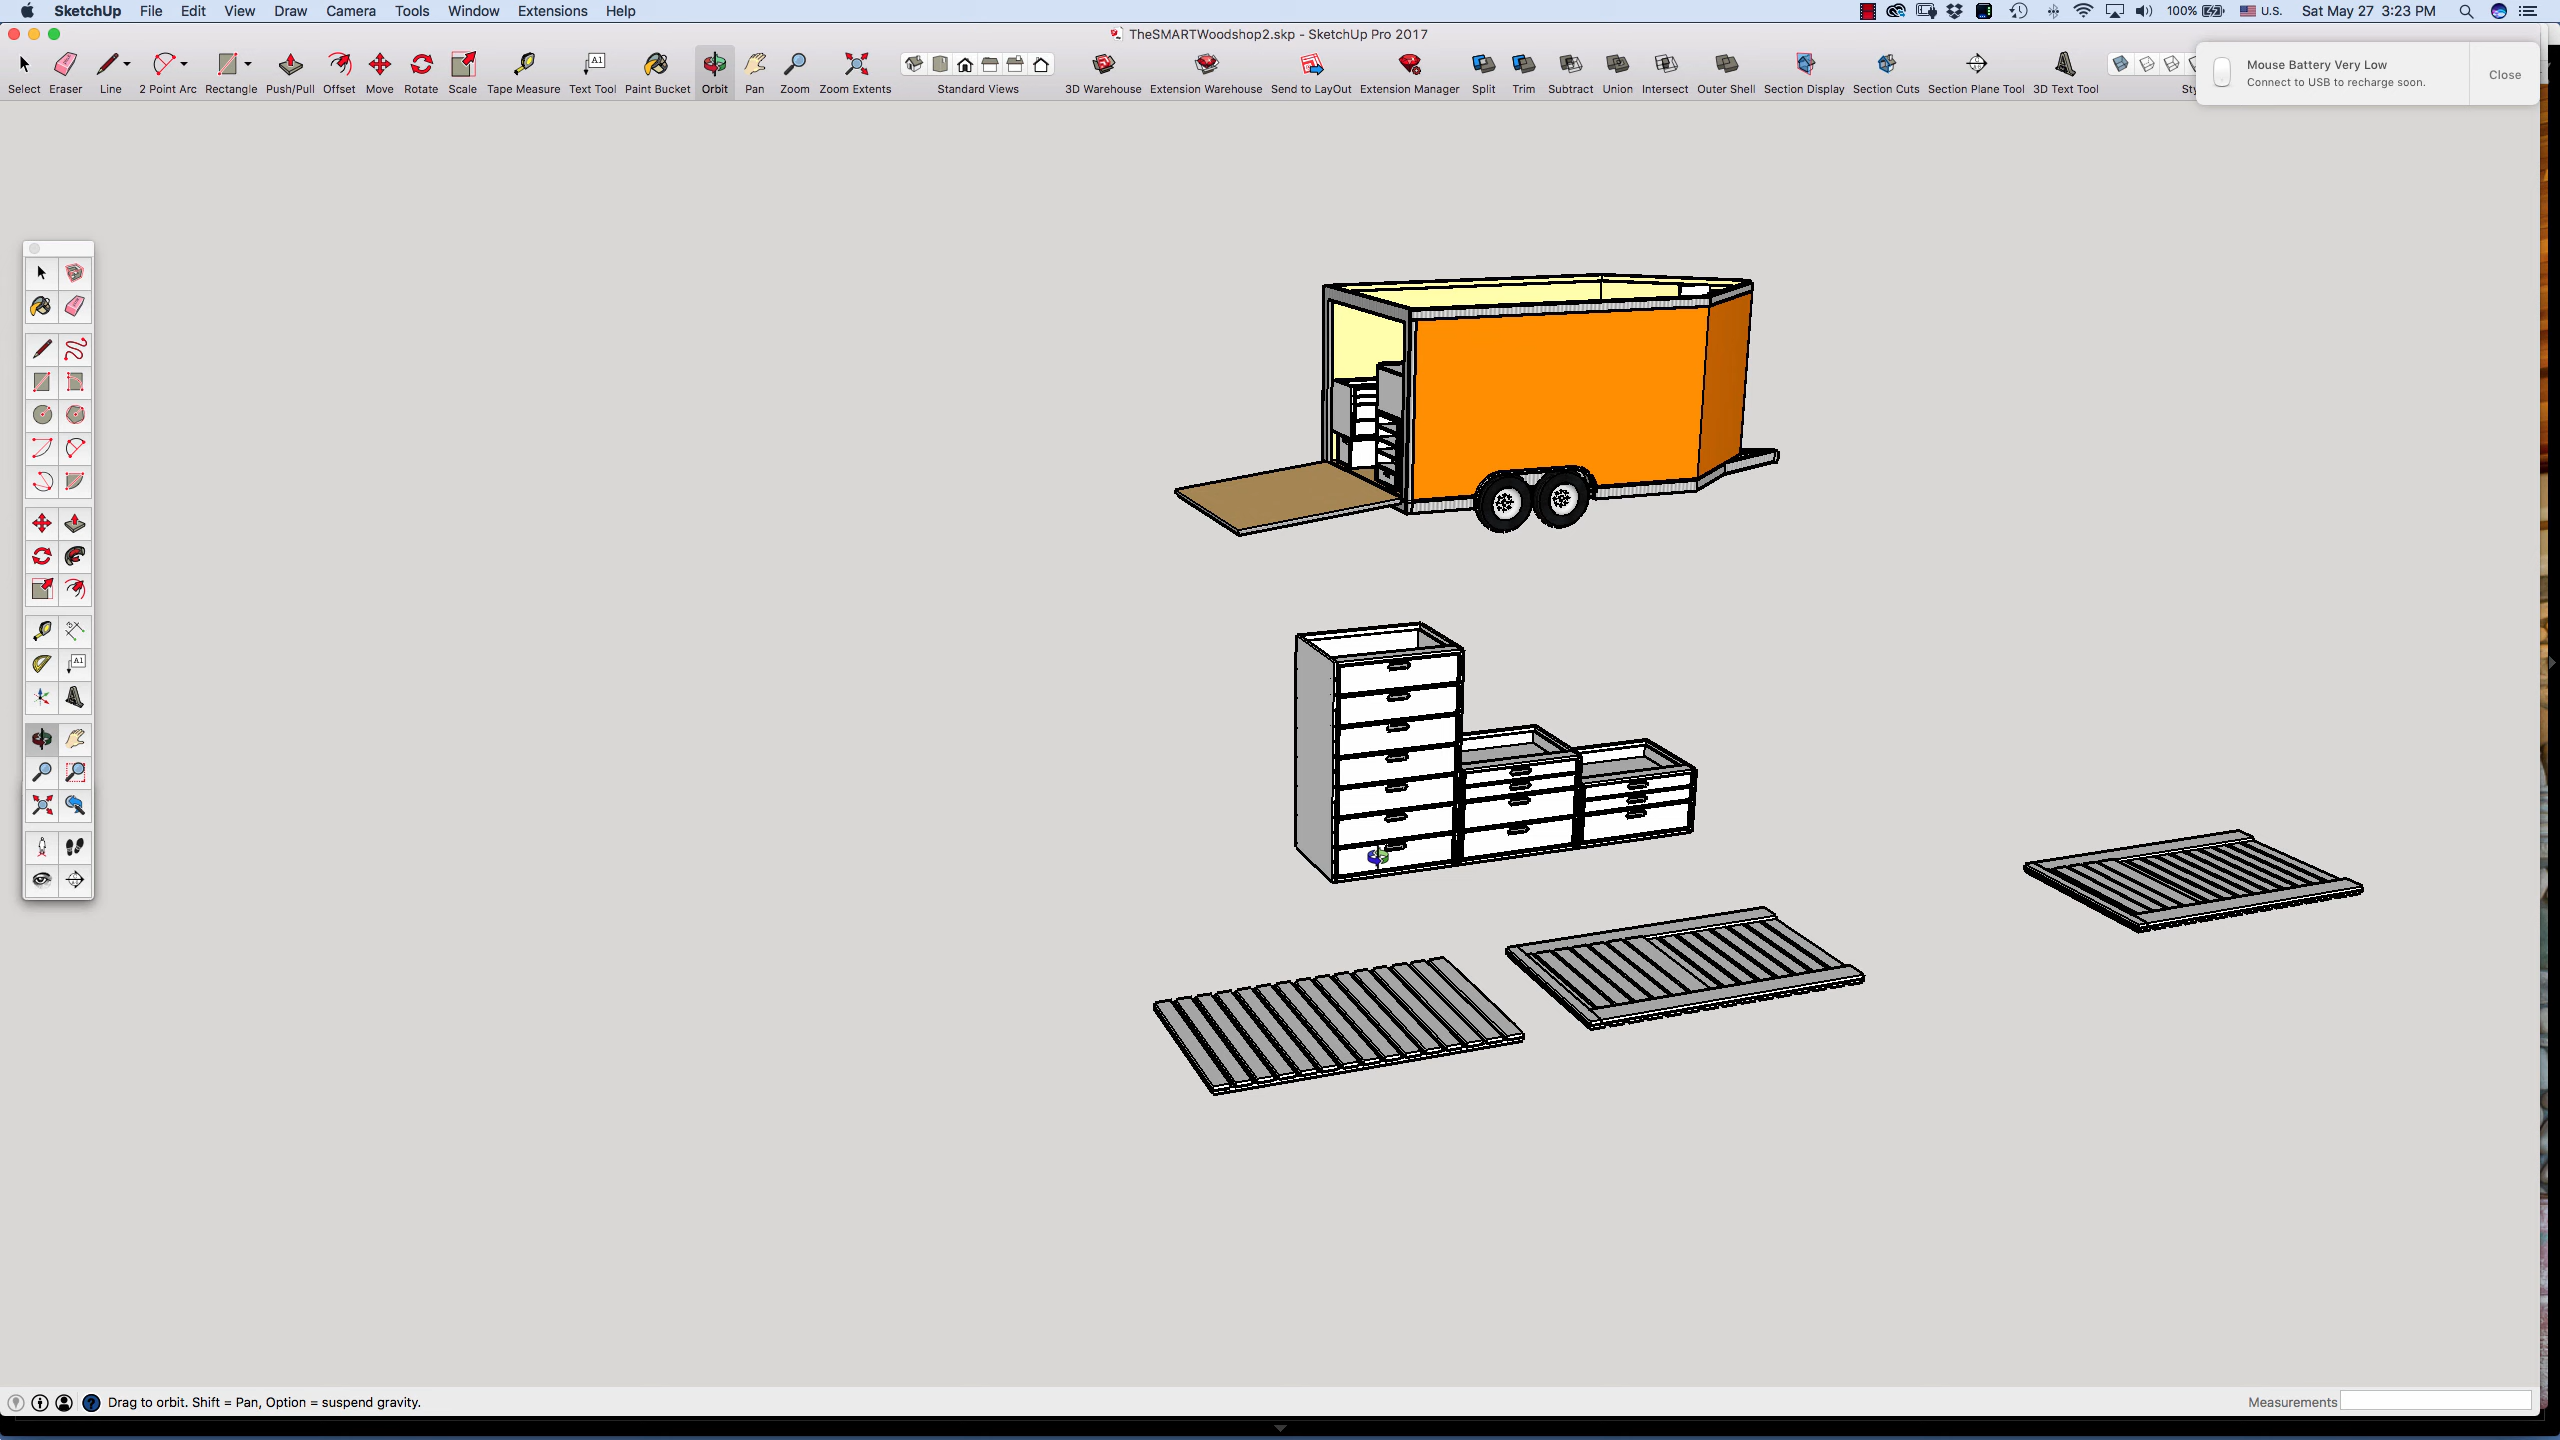 SketchUp File Edit View Draw Camera Tools Window Extensions Help 100% U.S. Sat May 27 3:23 PM
TheSMARTWoodshop2.skp - SketchUp Pro 2017
A1
Select Eraser Line 2 Point Arc Rectangle Push/Pull Offset Move Rotate Scale Tape Measure Text Tool Paint Bucket Orbit Pan Zoom Zoom Extents Standard Views 3D Warehouse Extension Warehouse Send to LayOut Extension Manager Split Trim Subtract Union Intersect Outer Shell Section Display Section Cuts Section Plane Tool 3D Text Tool Sty
Mouse Battery Very Low
Connect to USB to recharge soon.
Close
A1
Drag to orbit. Shift = Pan, Option = suspend gravity.
Measurements